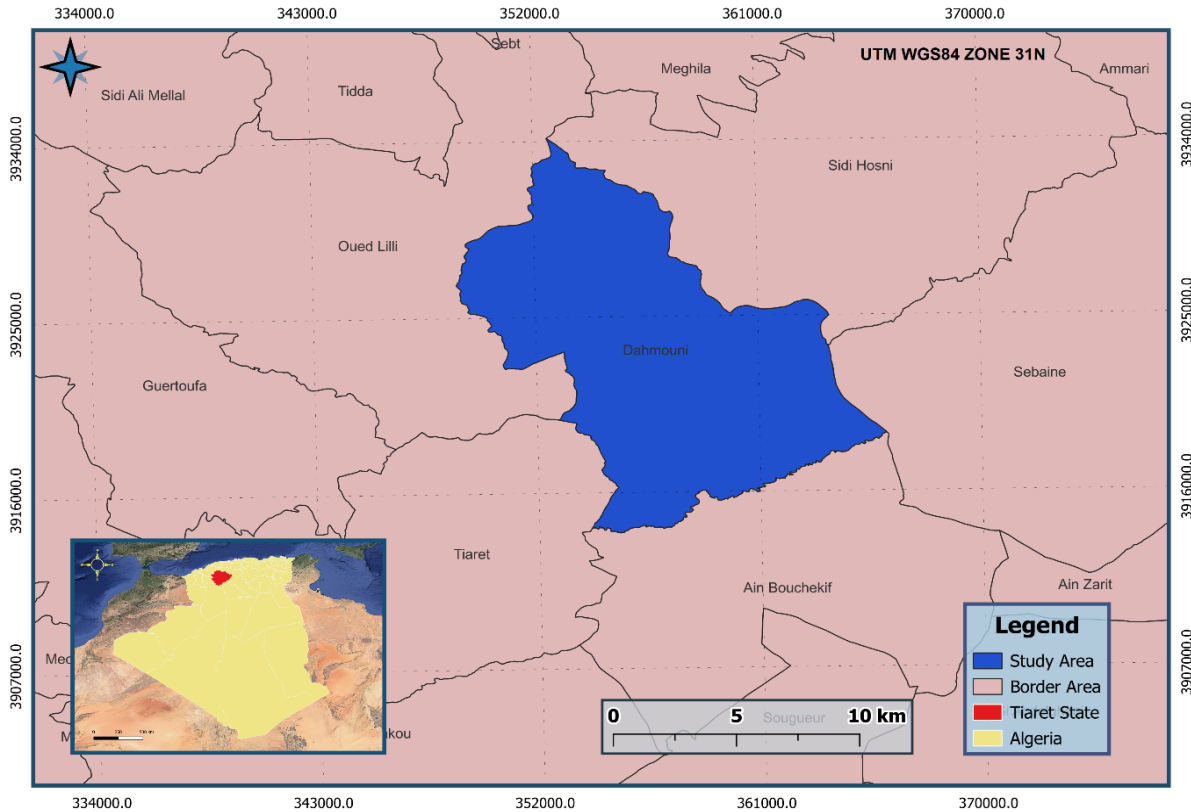 334000.0 343000.0 352000.0 361000.0 370000.0
UTM WGS84 ZONE 31N
Sebt
Meghila
Ammari
Sidi Ali Mellal
Tidda
3934000.0
3934000.0
Sidi Hosni
Oued Lilli
3925000.0
3925000.0
Dahmouni
Guertoufa
Sebaine
3916000.0
3916000.0
Tiaret
Ain Bouchekif
Ain Zarit
Legend
Study Area
Border Area
Tiaret State
Algeria
3907000.0
3907000.0
0 5 10 km
Sougueur
334000.0 343000.0 352000.0 361000.0 370000.0